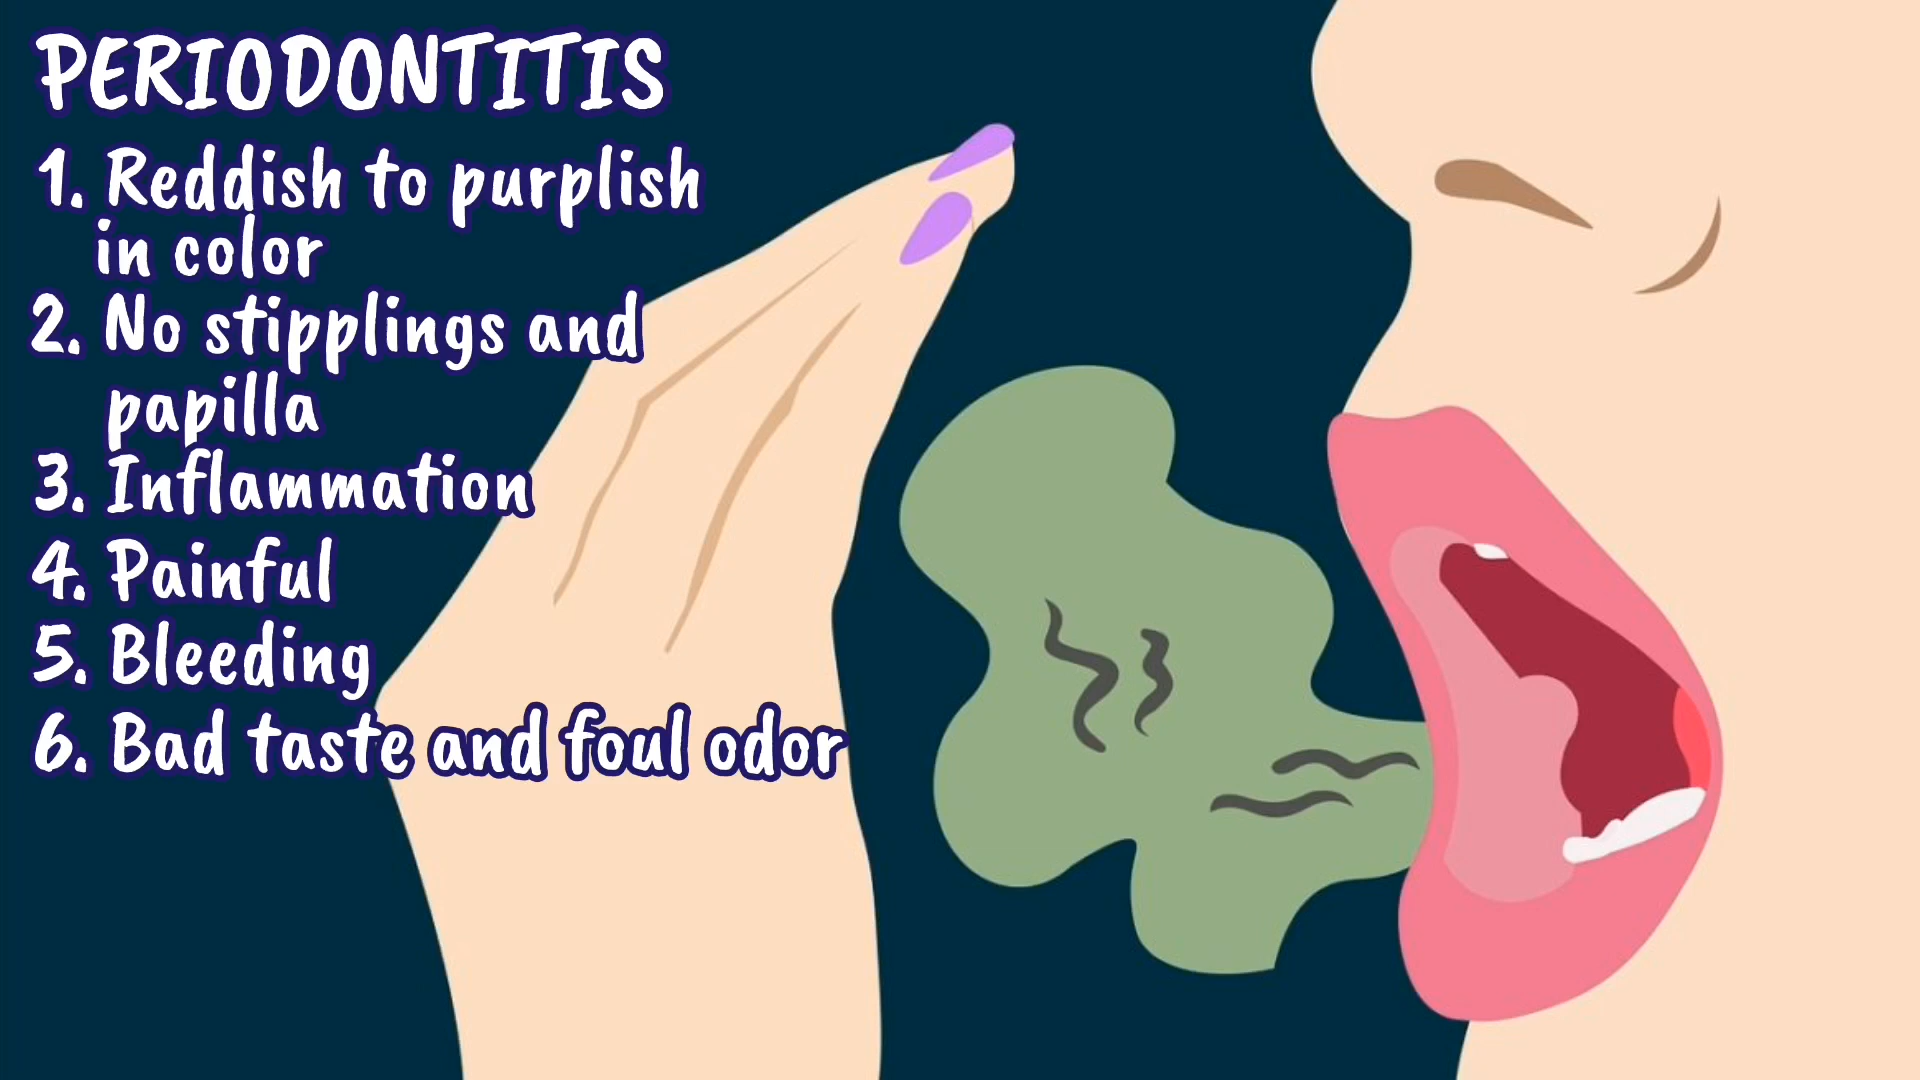 PERIODONTITIS
1. Reddish to purplish
in color
2. No stipplings and
papilla
3. Inflammation
4. Painful
5. Bleeding
6. Bad taste and foul odor